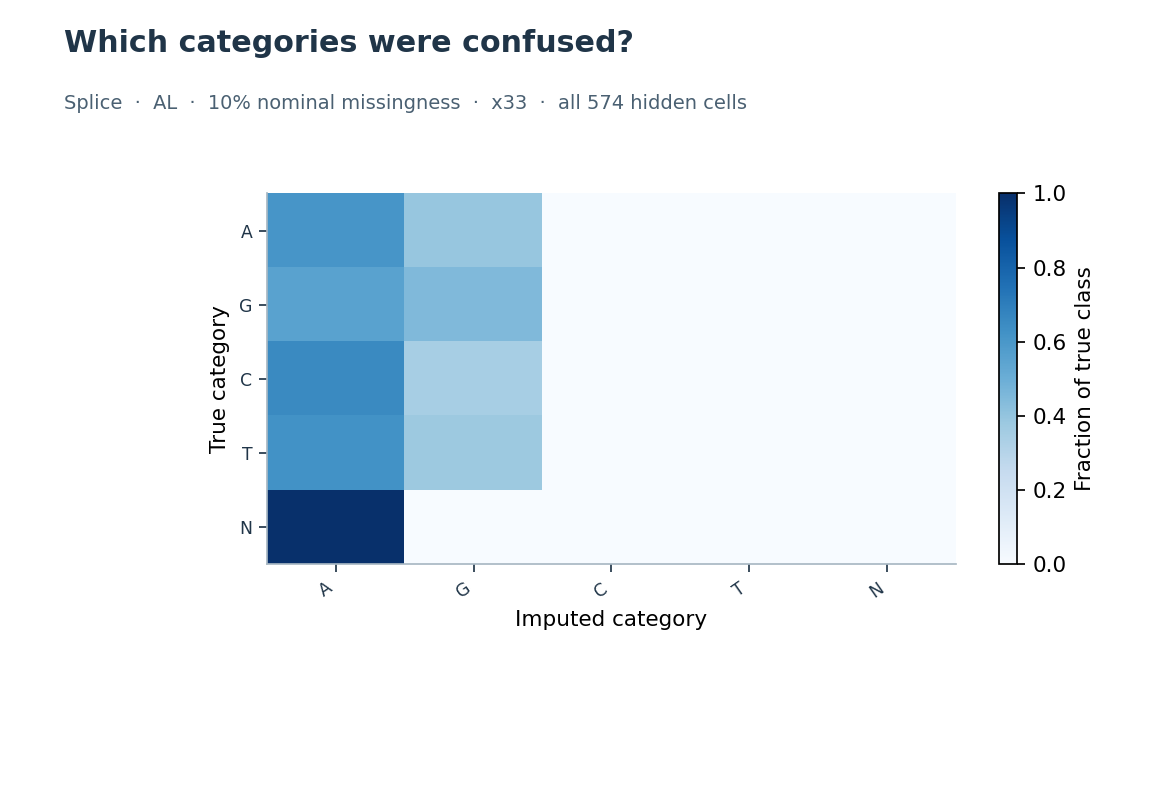 Which categories were confused?
Splice · AL · 10% nominal missingness · x33 · all 574 hidden cells
True category
A
G
C
T
N
A
G
C
T
N
Imputed category
1.0
0.8
0.6
0.4
0.2
0.0
Fraction of true class